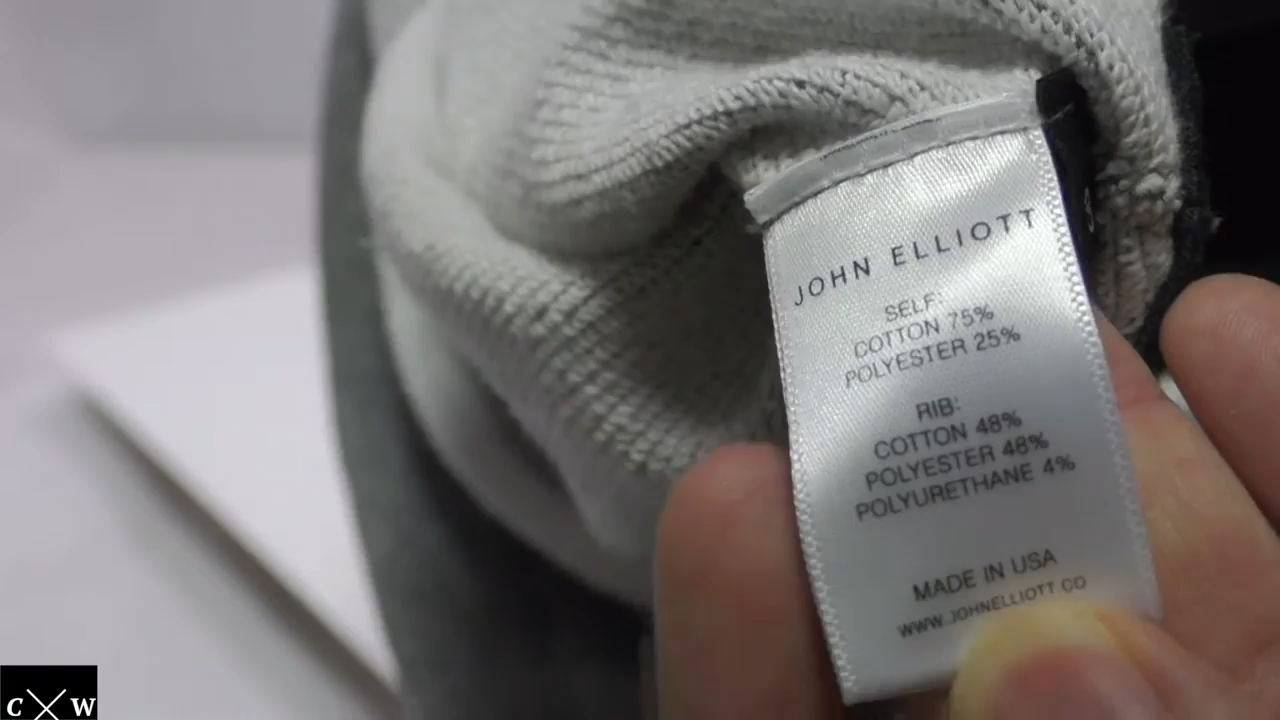 JOHN ELLIOTT
SELF:
COTTON 75%
POLYESTER 25%
RIB:
COTTON 48%
POLYESTER 48%
POLYURETHANE 4%
MADE IN USA
WWW.JOHNELLIOTT.CO
C X W